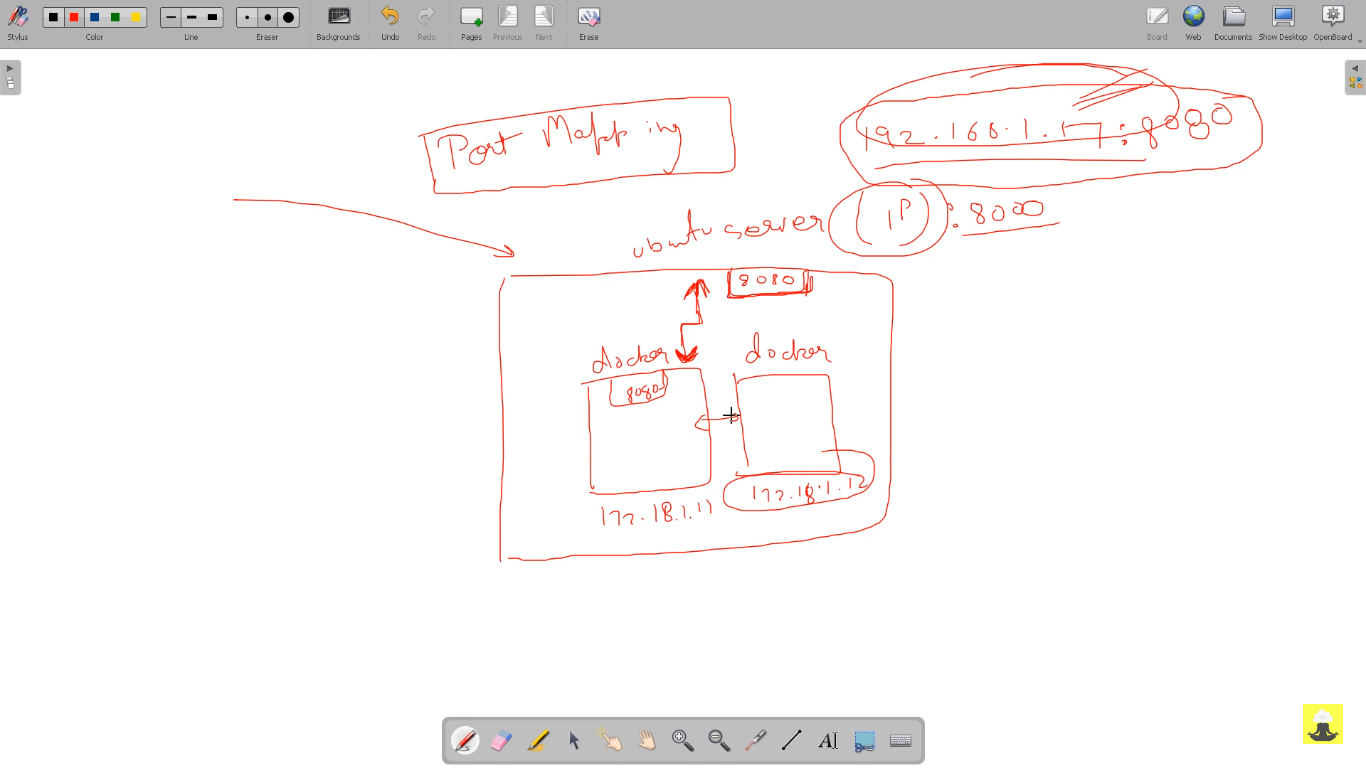 Stylus
Color
Line
Eraser
Backgrounds
Undo
Redo
Pages
Previous
Next
Erase
Board
Web
Documents
Show Desktop
OpenBoard
Port Mapping
192.168.1.17:8080
ubuntu server (IP):8000
8080
docker
docker
8080
172.18.1.11
172.18.1.12
AI